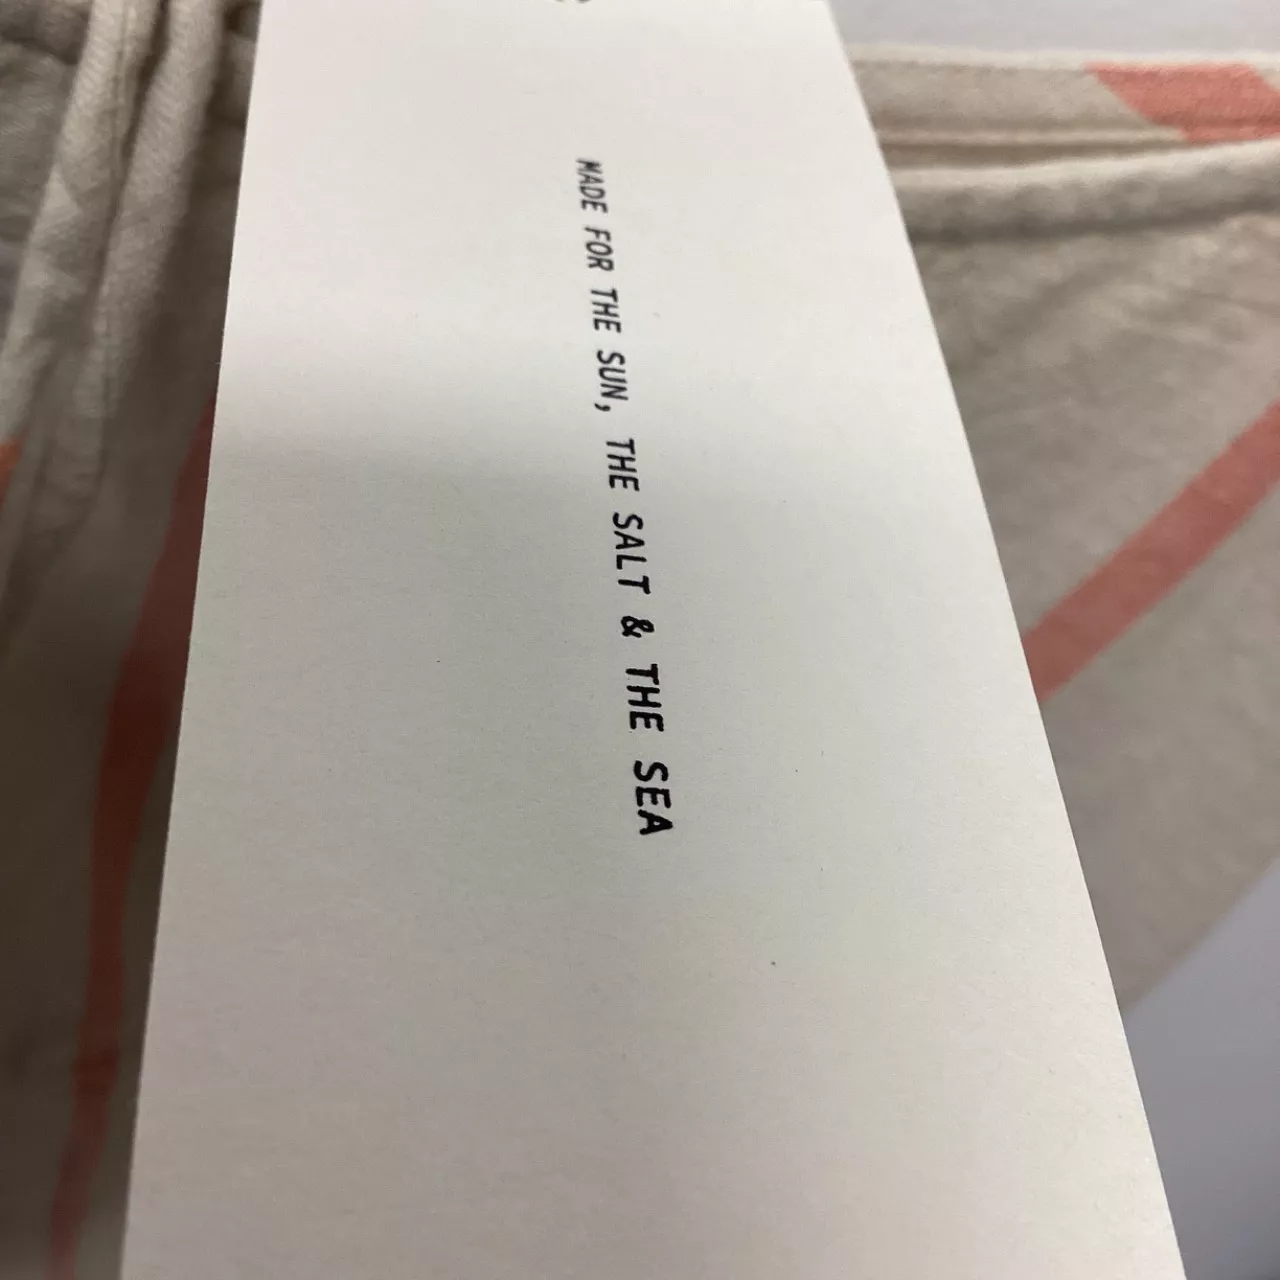 MADE FOR THE SUN, THE SALT & THE SEA